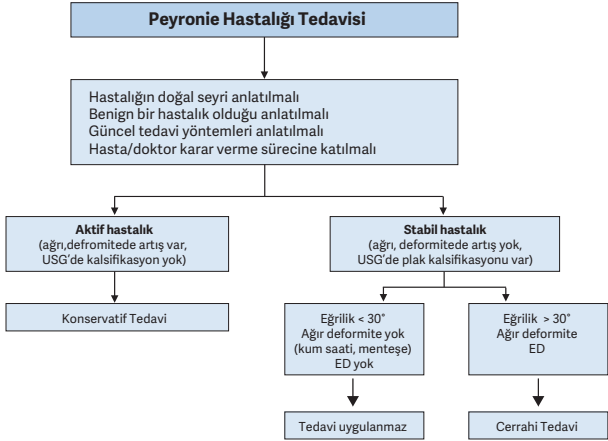 Peyronie Hastalığı Tedavisi
Hastalığın doğal seyri anlatılmalı
Benign bir hastalık olduğu anlatılmalı
Güncel tedavi yöntemleri anlatılmalı
Hasta/doktor karar verme sürecine katılmalı
Aktif hastalık
(ağrı,defromitede artış var,
USG'de kalsifikasyon yok)
Stabil hastalık
(ağrı, deformitede artış yok,
USG'de plak kalsifikasyonu var)
Konservatif Tedavi
Eğrilik < 30°
Ağır deformite yok
(kum saati, menteşe)
ED yok
Eğrilik > 30°
Ağır deformite
ED
Tedavi uygulanmaz
Cerrahi Tedavi